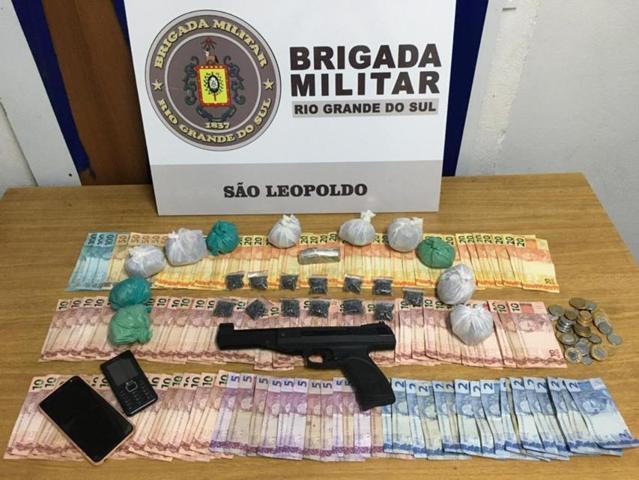 BRIGADA MILITAR
RIO GRANDE DO SUL
1837
BRIGADA
MILITAR
RIO GRANDE DO SUL
SÃO LEOPOLDO